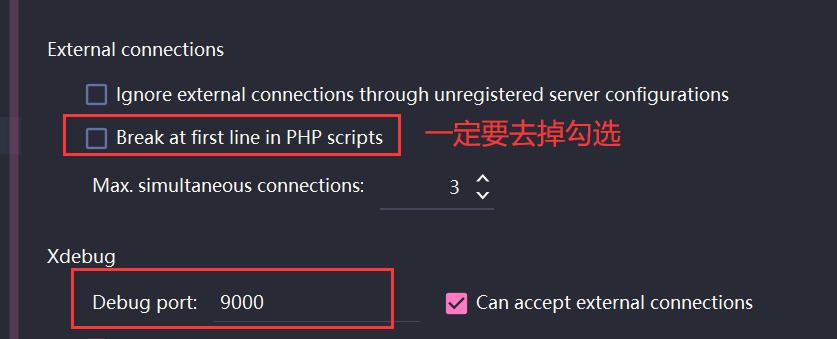 External connections
Ignore external connections through unregistered server configurations
Break at first line in PHP scripts 一定要去掉勾选
Max. simultaneous connections: 3
Xdebug
Debug port: 9000 Can accept external connections